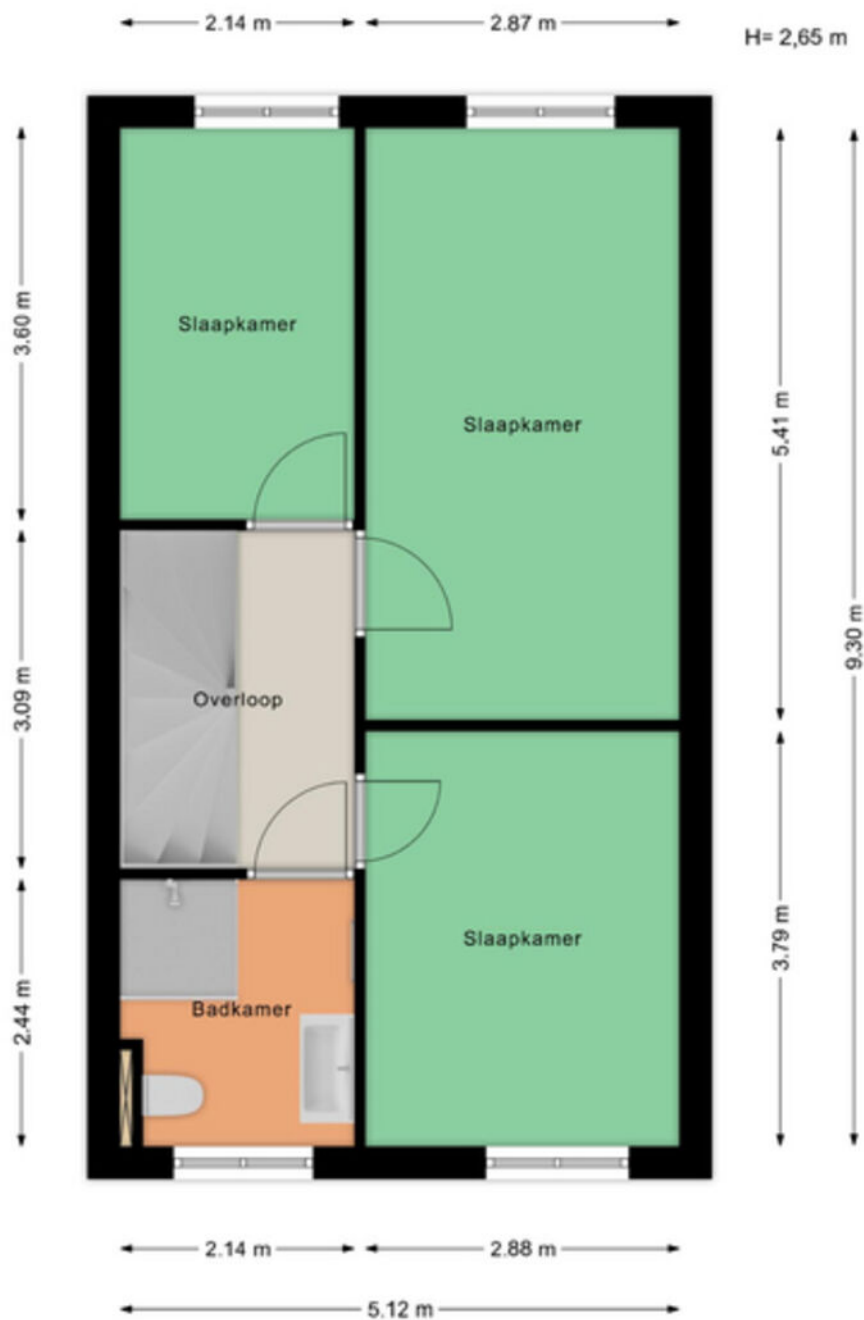 2.14 m
2.87 m
H= 2,65 m
3.60 m
Slaapkamer
Slaapkamer
5.41 m
9.30 m
3.09 m
Overloop
Slaapkamer
3.79 m
2.44 m
Badkamer
2.14 m
2.88 m
5.12 m